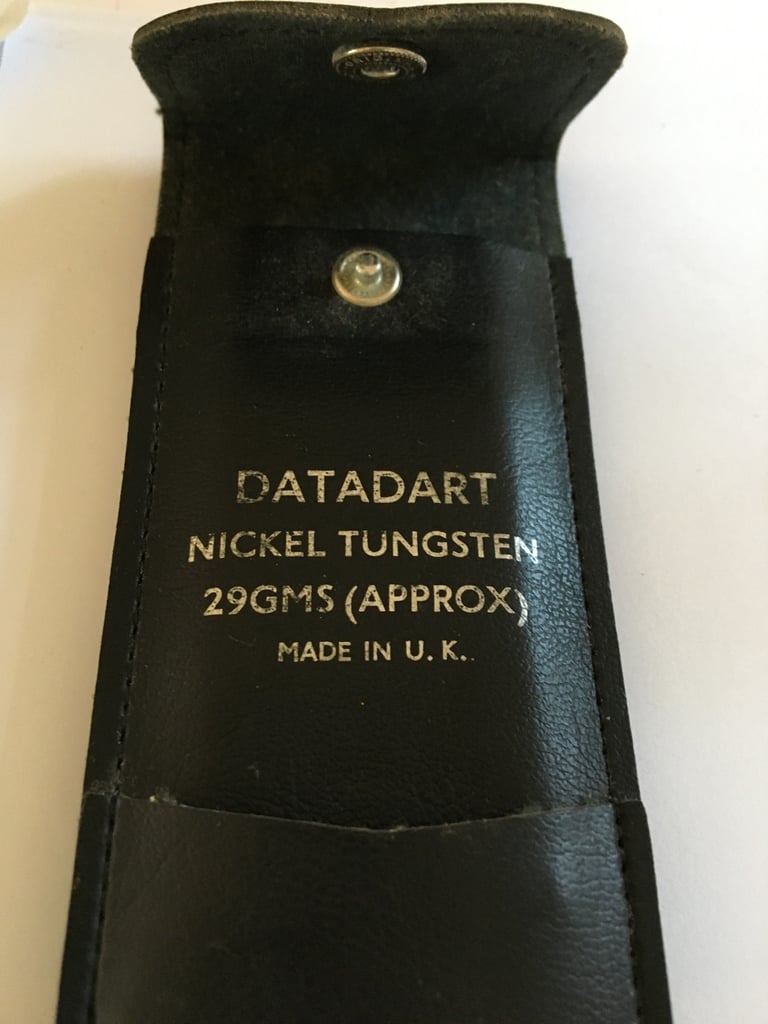 DATADART
NICKEL TUNGSTEN
29GMS (APPROX)
MADE IN U.K.